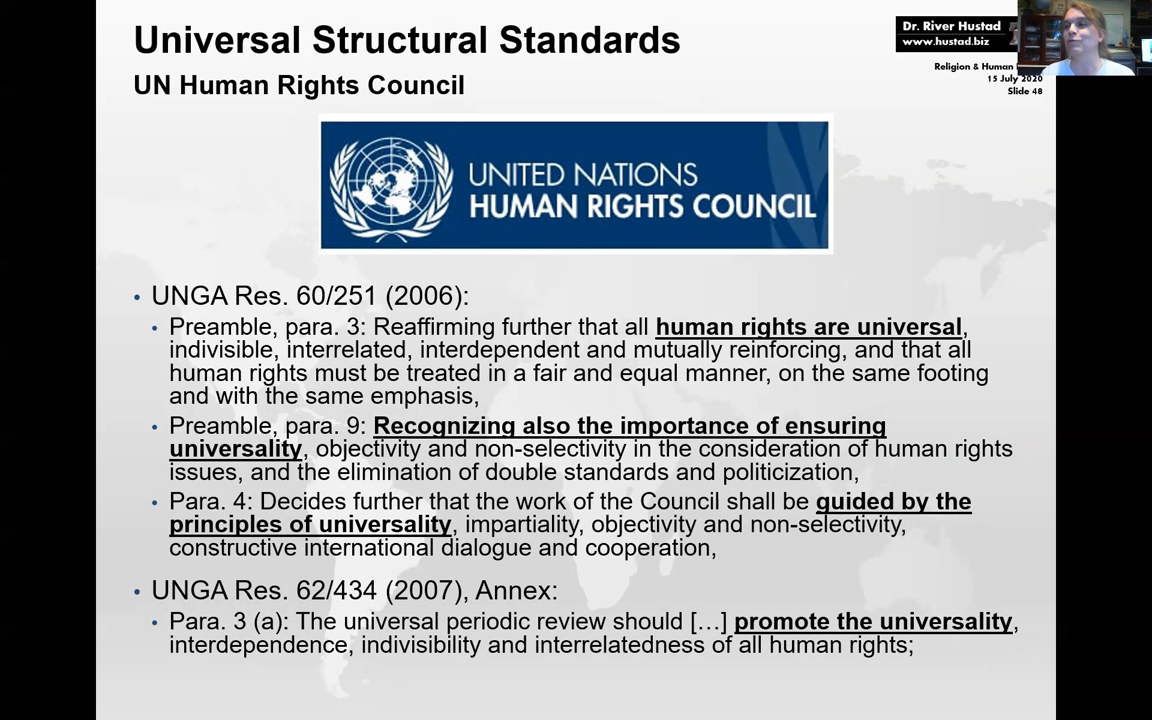 Universal Structural Standards
UN Human Rights Council
Dr. River Hustad
www.hustad.biz
Religion & Human
15 July 2020
Slide 48
UNITED NATIONS
HUMAN RIGHTS COUNCIL
• UNGA Res. 60/251 (2006):
• Preamble, para. 3: Reaffirming further that all human rights are universal,
indivisible, interrelated, interdependent and mutually reinforcing, and that all
human rights must be treated in a fair and equal manner, on the same footing
and with the same emphasis,
• Preamble, para. 9: Recognizing also the importance of ensuring
universality, objectivity and non-selectivity in the consideration of human rights
issues, and the elimination of double standards and politicization,
• Para. 4: Decides further that the work of the Council shall be guided by the
principles of universality, impartiality, objectivity and non-selectivity,
constructive international dialogue and cooperation,
• UNGA Res. 62/434 (2007), Annex:
• Para. 3 (a): The universal periodic review should […] promote the universality,
interdependence, indivisibility and interrelatedness of all human rights;